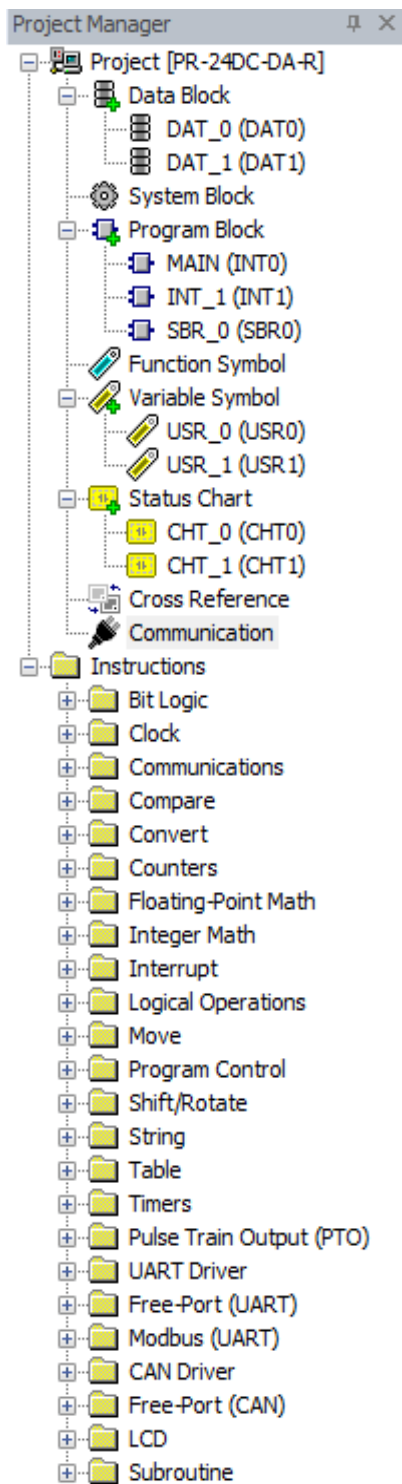 Project Manager
Project [PR-24DC-DA-R]
Data Block
DAT_0 (DAT0)
DAT_1 (DAT1)
System Block
Program Block
MAIN (INT0)
INT_1 (INT1)
SBR_0 (SBR0)
Function Symbol
Variable Symbol
USR_0 (USR0)
USR_1 (USR1)
Status Chart
CHT_0 (CHT0)
CHT_1 (CHT1)
Cross Reference
Communication
Instructions
Bit Logic
Clock
Communications
Compare
Convert
Counters
Floating-Point Math
Integer Math
Interrupt
Logical Operations
Move
Program Control
Shift/Rotate
String
Table
Timers
Pulse Train Output (PTO)
UART Driver
Free-Port (UART)
Modbus (UART)
CAN Driver
Free-Port (CAN)
LCD
Subroutine